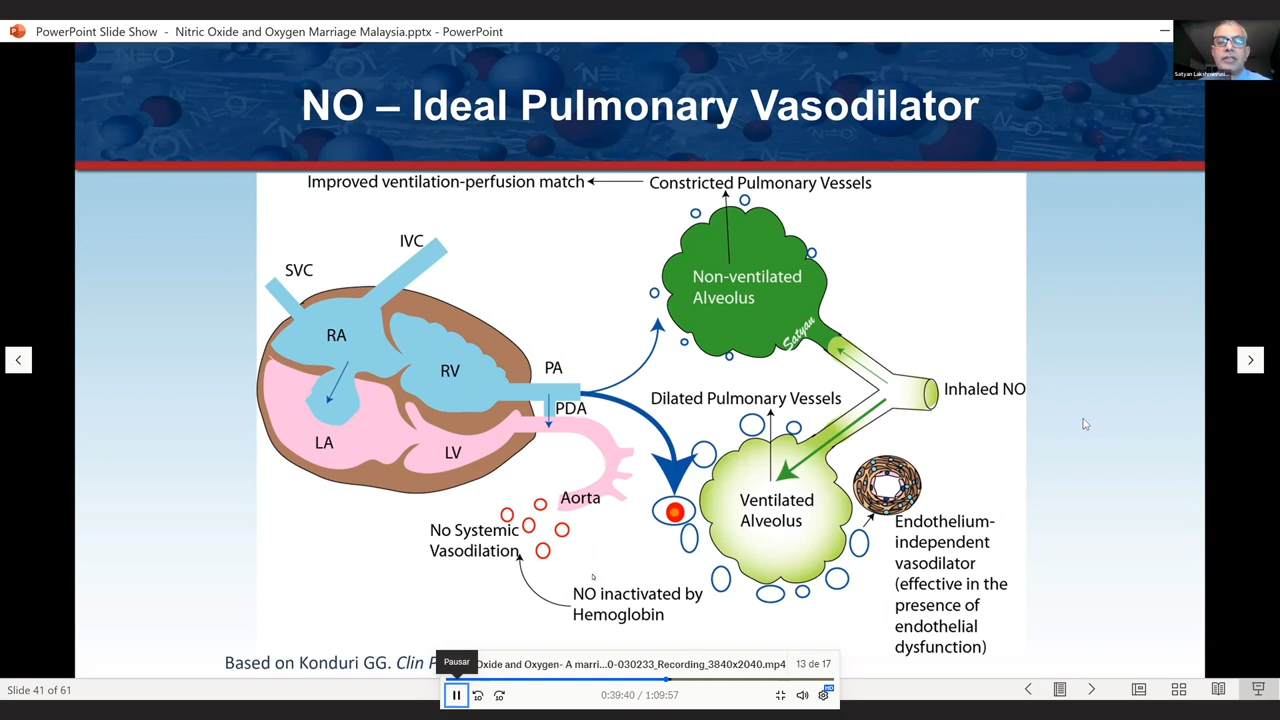 PowerPoint Slide Show - Nitric Oxide and Oxygen Marriage Malaysia.pptx - PowerPoint
NO – Ideal Pulmonary Vasodilator
Improved ventilation-perfusion match
Constricted Pulmonary Vessels
IVC
SVC
RA
RV
PA
PDA
LA
LV
Aorta
Non-ventilated
Alveolus
Satyan
Inhaled NO
Dilated Pulmonary Vessels
Ventilated
Alveolus
No Systemic
Vasodilation
NO inactivated by
Hemoglobin
Endothelium-
independent
vasodilator
(effective in the
presence of
endothelial
dysfunction)
Based on Konduri GG. Clin P
Pausar
Oxide and Oxygen- A marri...0-030233_Recording_3840x2040.mp4
13 de 17
0:39:40 / 1:09:57
10
10
HD
Slide 41 of 61